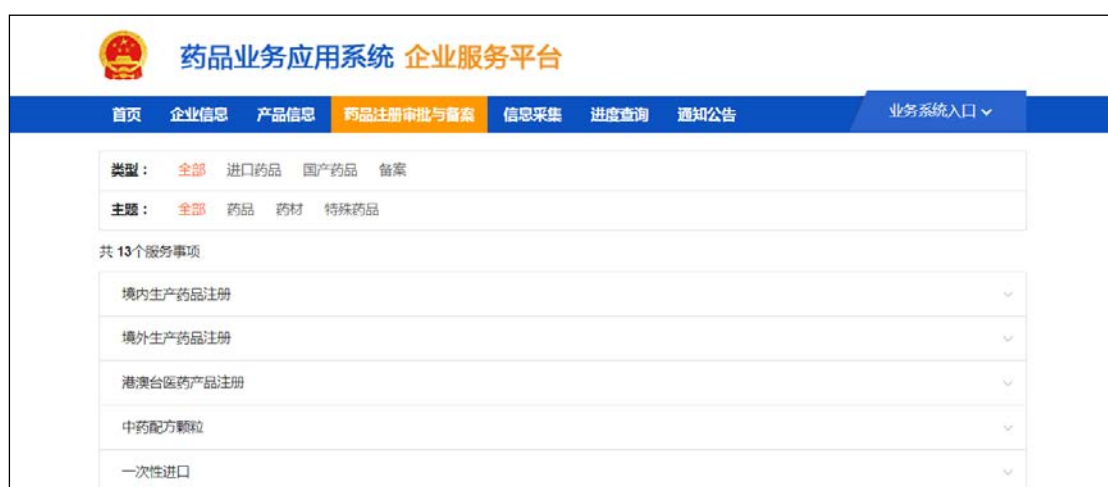 药品业务应用系统 企业服务平台
首页 企业信息 产品信息 药品注册审批与备案 信息采集 进度查询 通知公告 业务系统入口
类型： 全部 进口药品 国产药品 备案
主题： 全部 药品 药材 特殊药品
共 13个服务事项
境内生产药品注册
境外生产药品注册
港澳台医药产品注册
中药配方颗粒
一次性进口